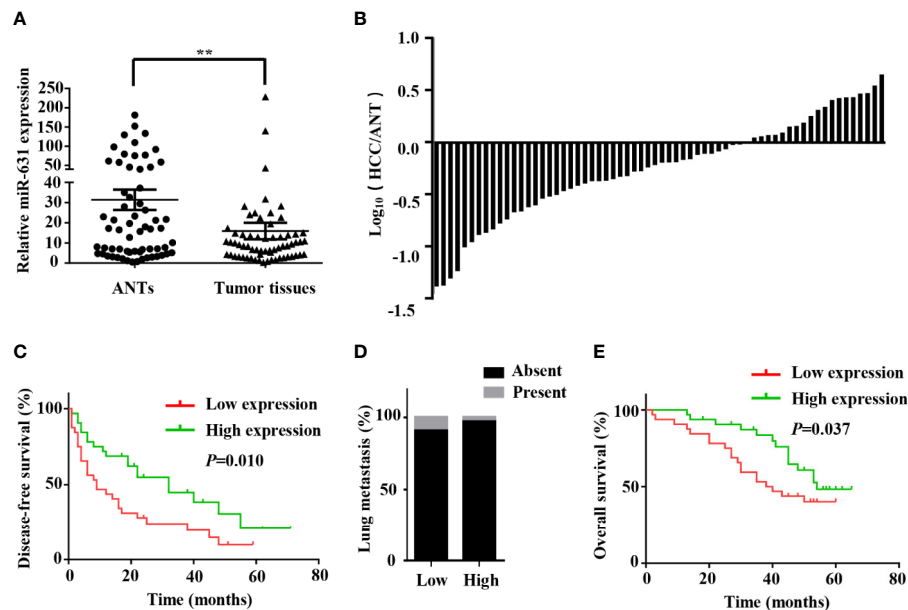 A
**
Relative miR-631 expression
250
200
150
100
50
40
30
20
10
0
ANTs
Tumor tissues
B
Log₁₀ ( HCC/ANT )
1.0
0.5
0.0
-0.5
-1.0
-1.5
C
Disease-free survival (%)
100
50
0
Low expression
High expression
P=0.010
0
20
40
60
80
Time (months)
D
Absent
Present
Lung metastasis (%)
100
50
0
Low
High
E
Low expression
High expression
P=0.037
Overall survival (%)
100
50
0
0
20
40
60
80
Time (months)